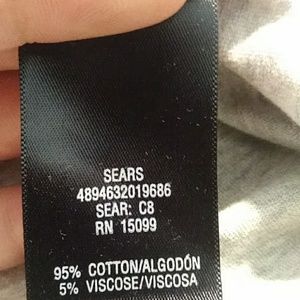 SEARS
4894632019686
SEAR: C8
RN 15099
95% COTTON/ALGODÓN
5% VISCOSE/VISCOSA